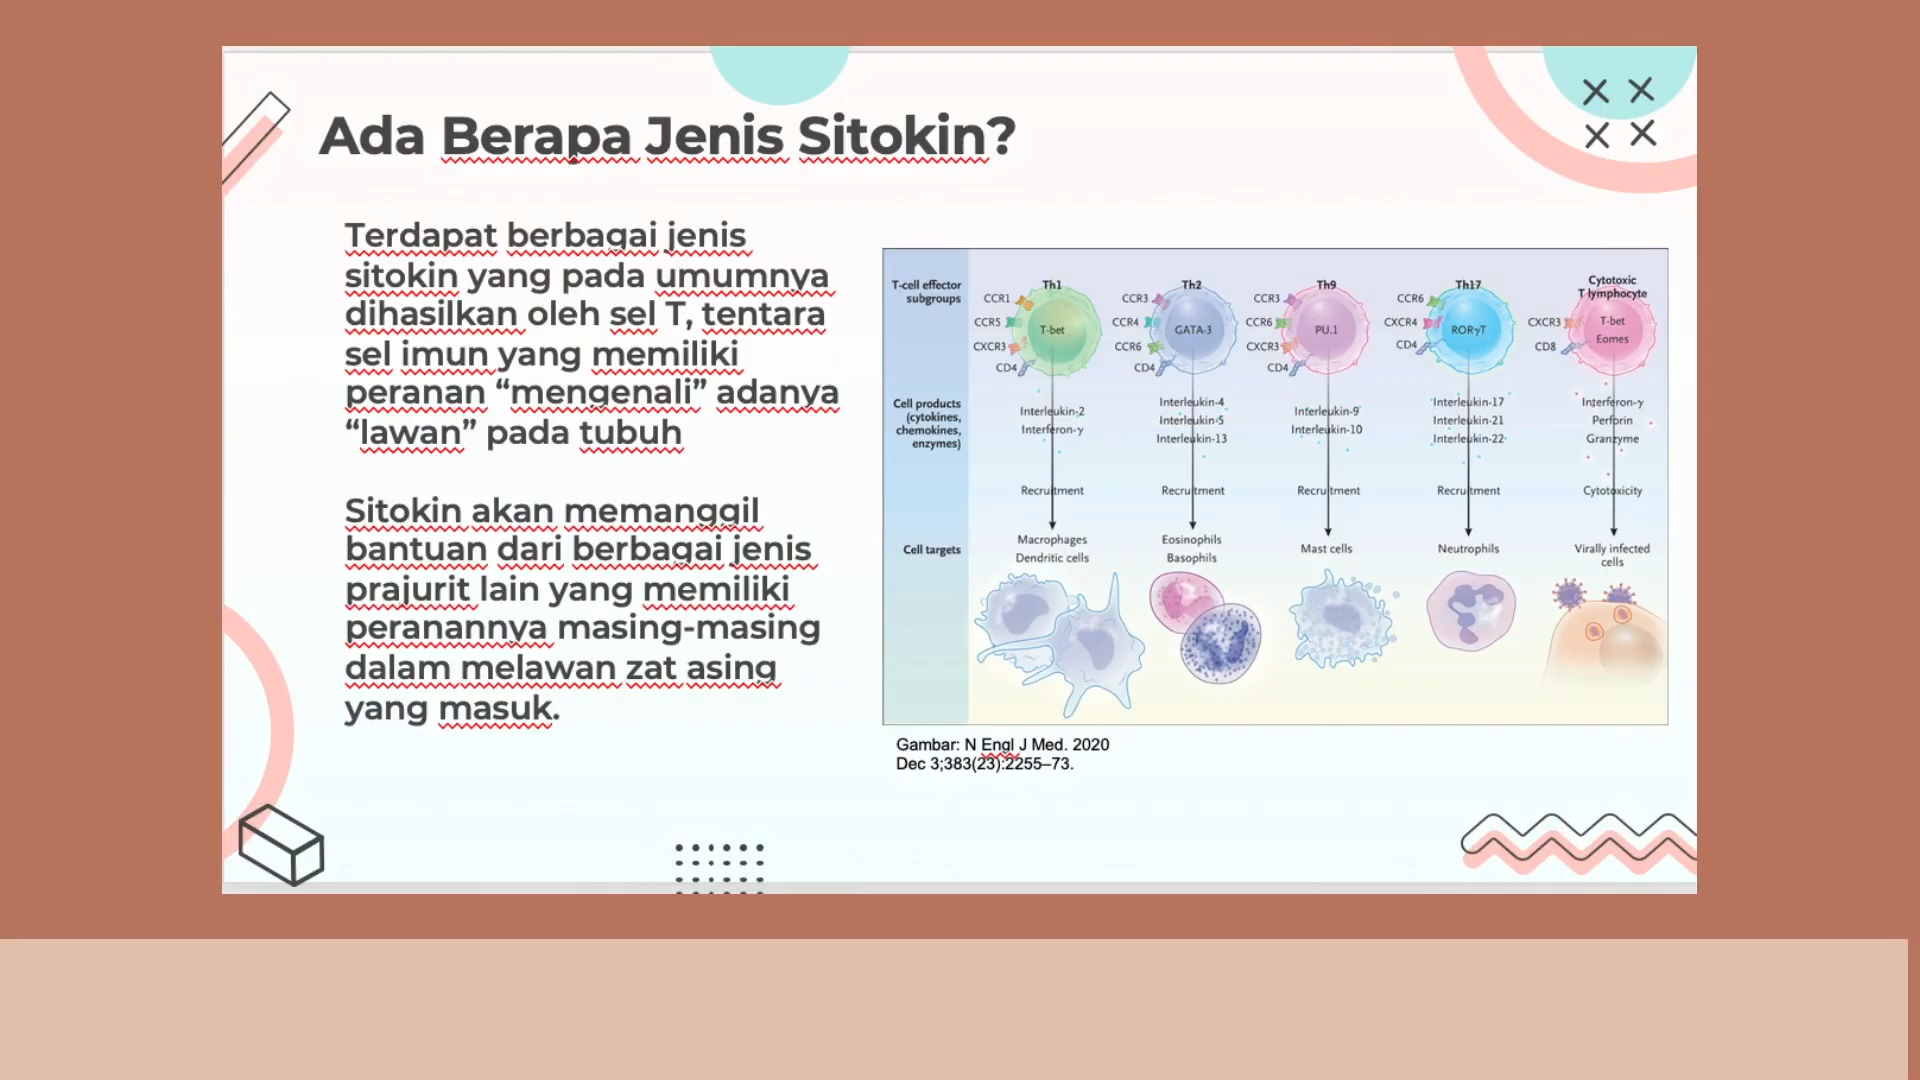 Ada Berapa Jenis Sitokin?
Terdapat berbagai jenis
sitokin yang pada umumnya
dihasilkan oleh sel T, tentara
sel imun yang memiliki
peranan “mengenali” adanya
“lawan” pada tubuh
Sitokin akan memanggil
bantuan dari berbagai jenis
prajurit lain yang memiliki
peranannya masing-masing
dalam melawan zat asing
yang masuk.
T-cell effector
subgroups
Th1
CCR1
CCR5
CXCR3
CD4
T-bet
Th2
CCR3
CCR4
CCR6
CD4
GATA-3
Th9
CCR3
CCR6
CXCR3
CD4
PU.1
Th17
CCR6
CXCR4
CD4
RORγT
Cytotoxic
T lymphocyte
CXCR3
CD8
T-bet
Eomes
Cell products
(cytokines,
chemokines,
enzymes)
Interleukin-2
Interferon-γ
Interleukin-4
Interleukin-5
Interleukin-13
Interleukin-9
Interleukin-10
Interleukin-17
Interleukin-21
Interleukin-22
Interferon-γ
Perforin
Granzyme
Recruitment
Recruitment
Recruitment
Recruitment
Cytotoxicity
Cell targets
Macrophages
Dendritic cells
Eosinophils
Basophils
Mast cells
Neutrophils
Virally infected
cells
Gambar: N Engl J Med. 2020
Dec 3;383(23):2255–73.